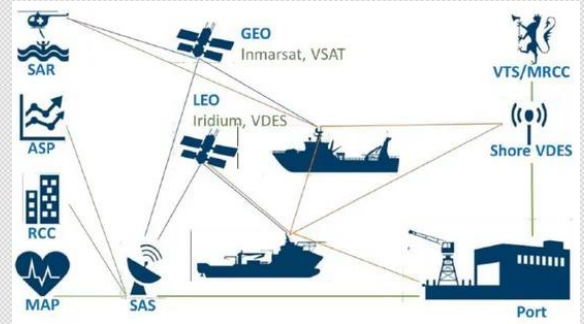 GEO
Inmarsat, VSAT
SAR
VTS/MRCC
LEO
Iridium, VDES
ASP
Shore VDES
RCC
MAP
SAS
Port